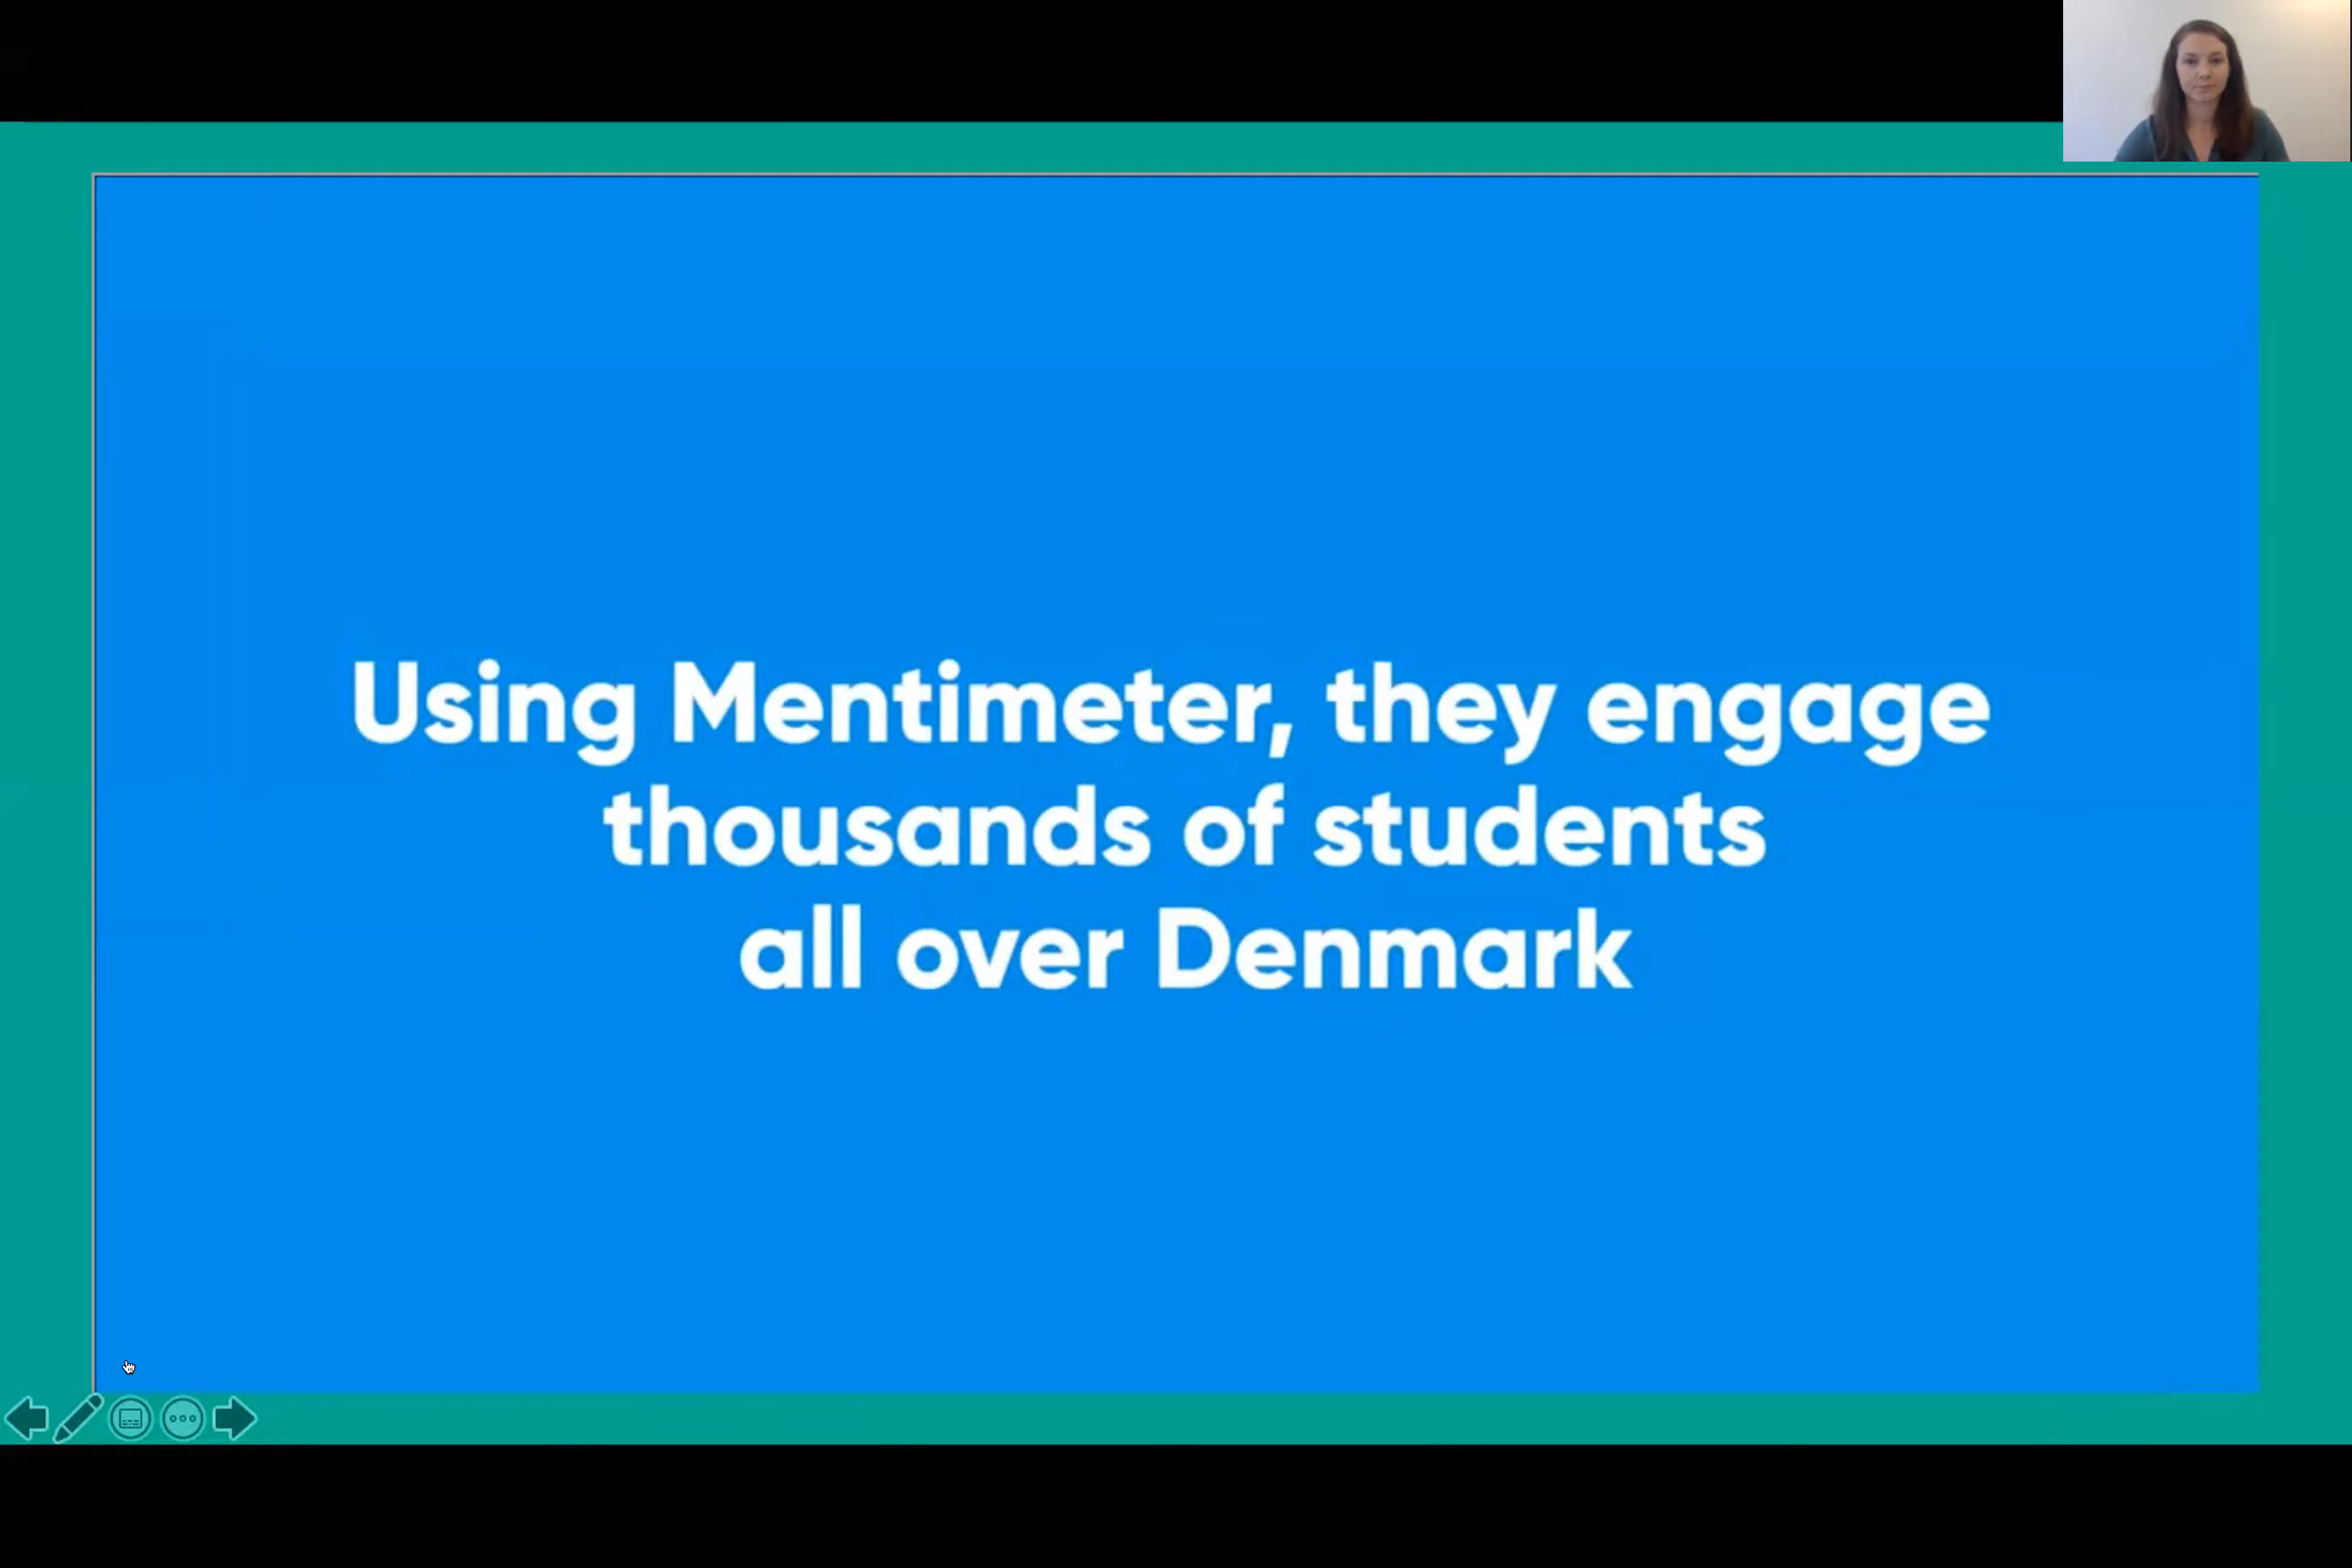 Using Mentimeter, they engage
thousands of students
all over Denmark